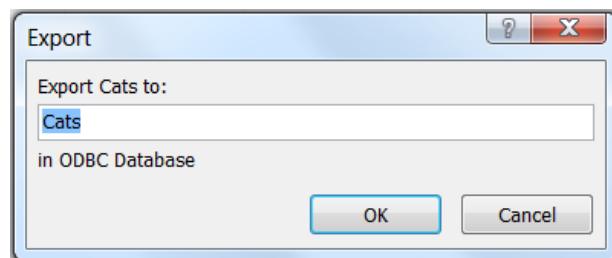 Export
Export Cats to:
Cats
in ODBC Database
OK
Cancel